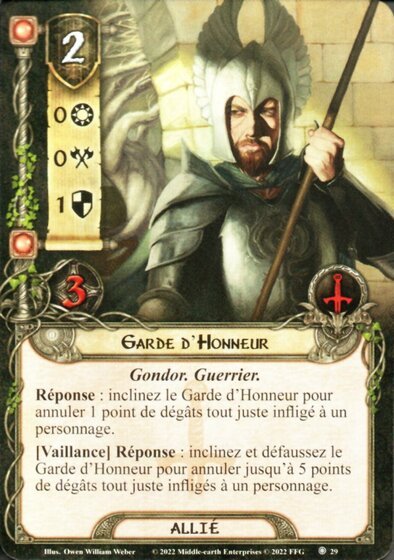 2
0
0
1
3
GARDE D'HONNEUR
Gondor. Guerrier.
Réponse : inclinez le Garde d'Honneur pour
annuler 1 point de dégâts tout juste infligé à un
personnage.
[Vaillance] Réponse : inclinez et défaussez le
Garde d'Honneur pour annuler jusqu'à 5 points
de dégâts tout juste infligés à un personnage.
ALLIÉ
Illus. Owen William Weber © 2022 Middle-earth Enterprises © 2022 FFG 29